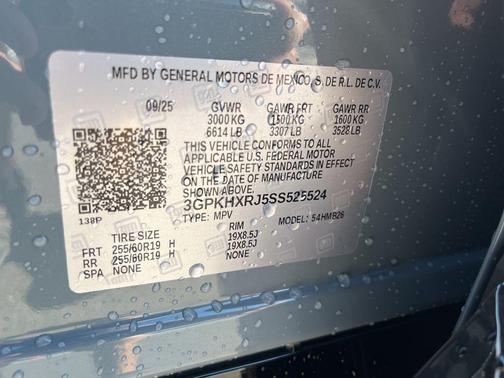 MFD BY GENERAL MOTORS DE MEXICO, S. DE R.L. DE C.V.
09/25 GVWR GAWR FRT GAWR RR
3000 KG 1500 KG 1600 KG
6614 LB 3307 LB 3528 LB
THIS VEHICLE CONFORMS TO ALL
APPLICABLE U.S. FEDERAL MOTOR
VEHICLE SAFETY STANDARDS IN EFFECT
ON THE DATE OF MANUFACTURE
SHOWN ABOVE.
3GPKHXRJ5SS525524
138P TYPE: MPV MODEL: 54HMB26
TIRE SIZE RIM
FRT 255/60R19 H 19X8.5J
RR 255/60R19 H 19X8.5J
SPA NONE NONE